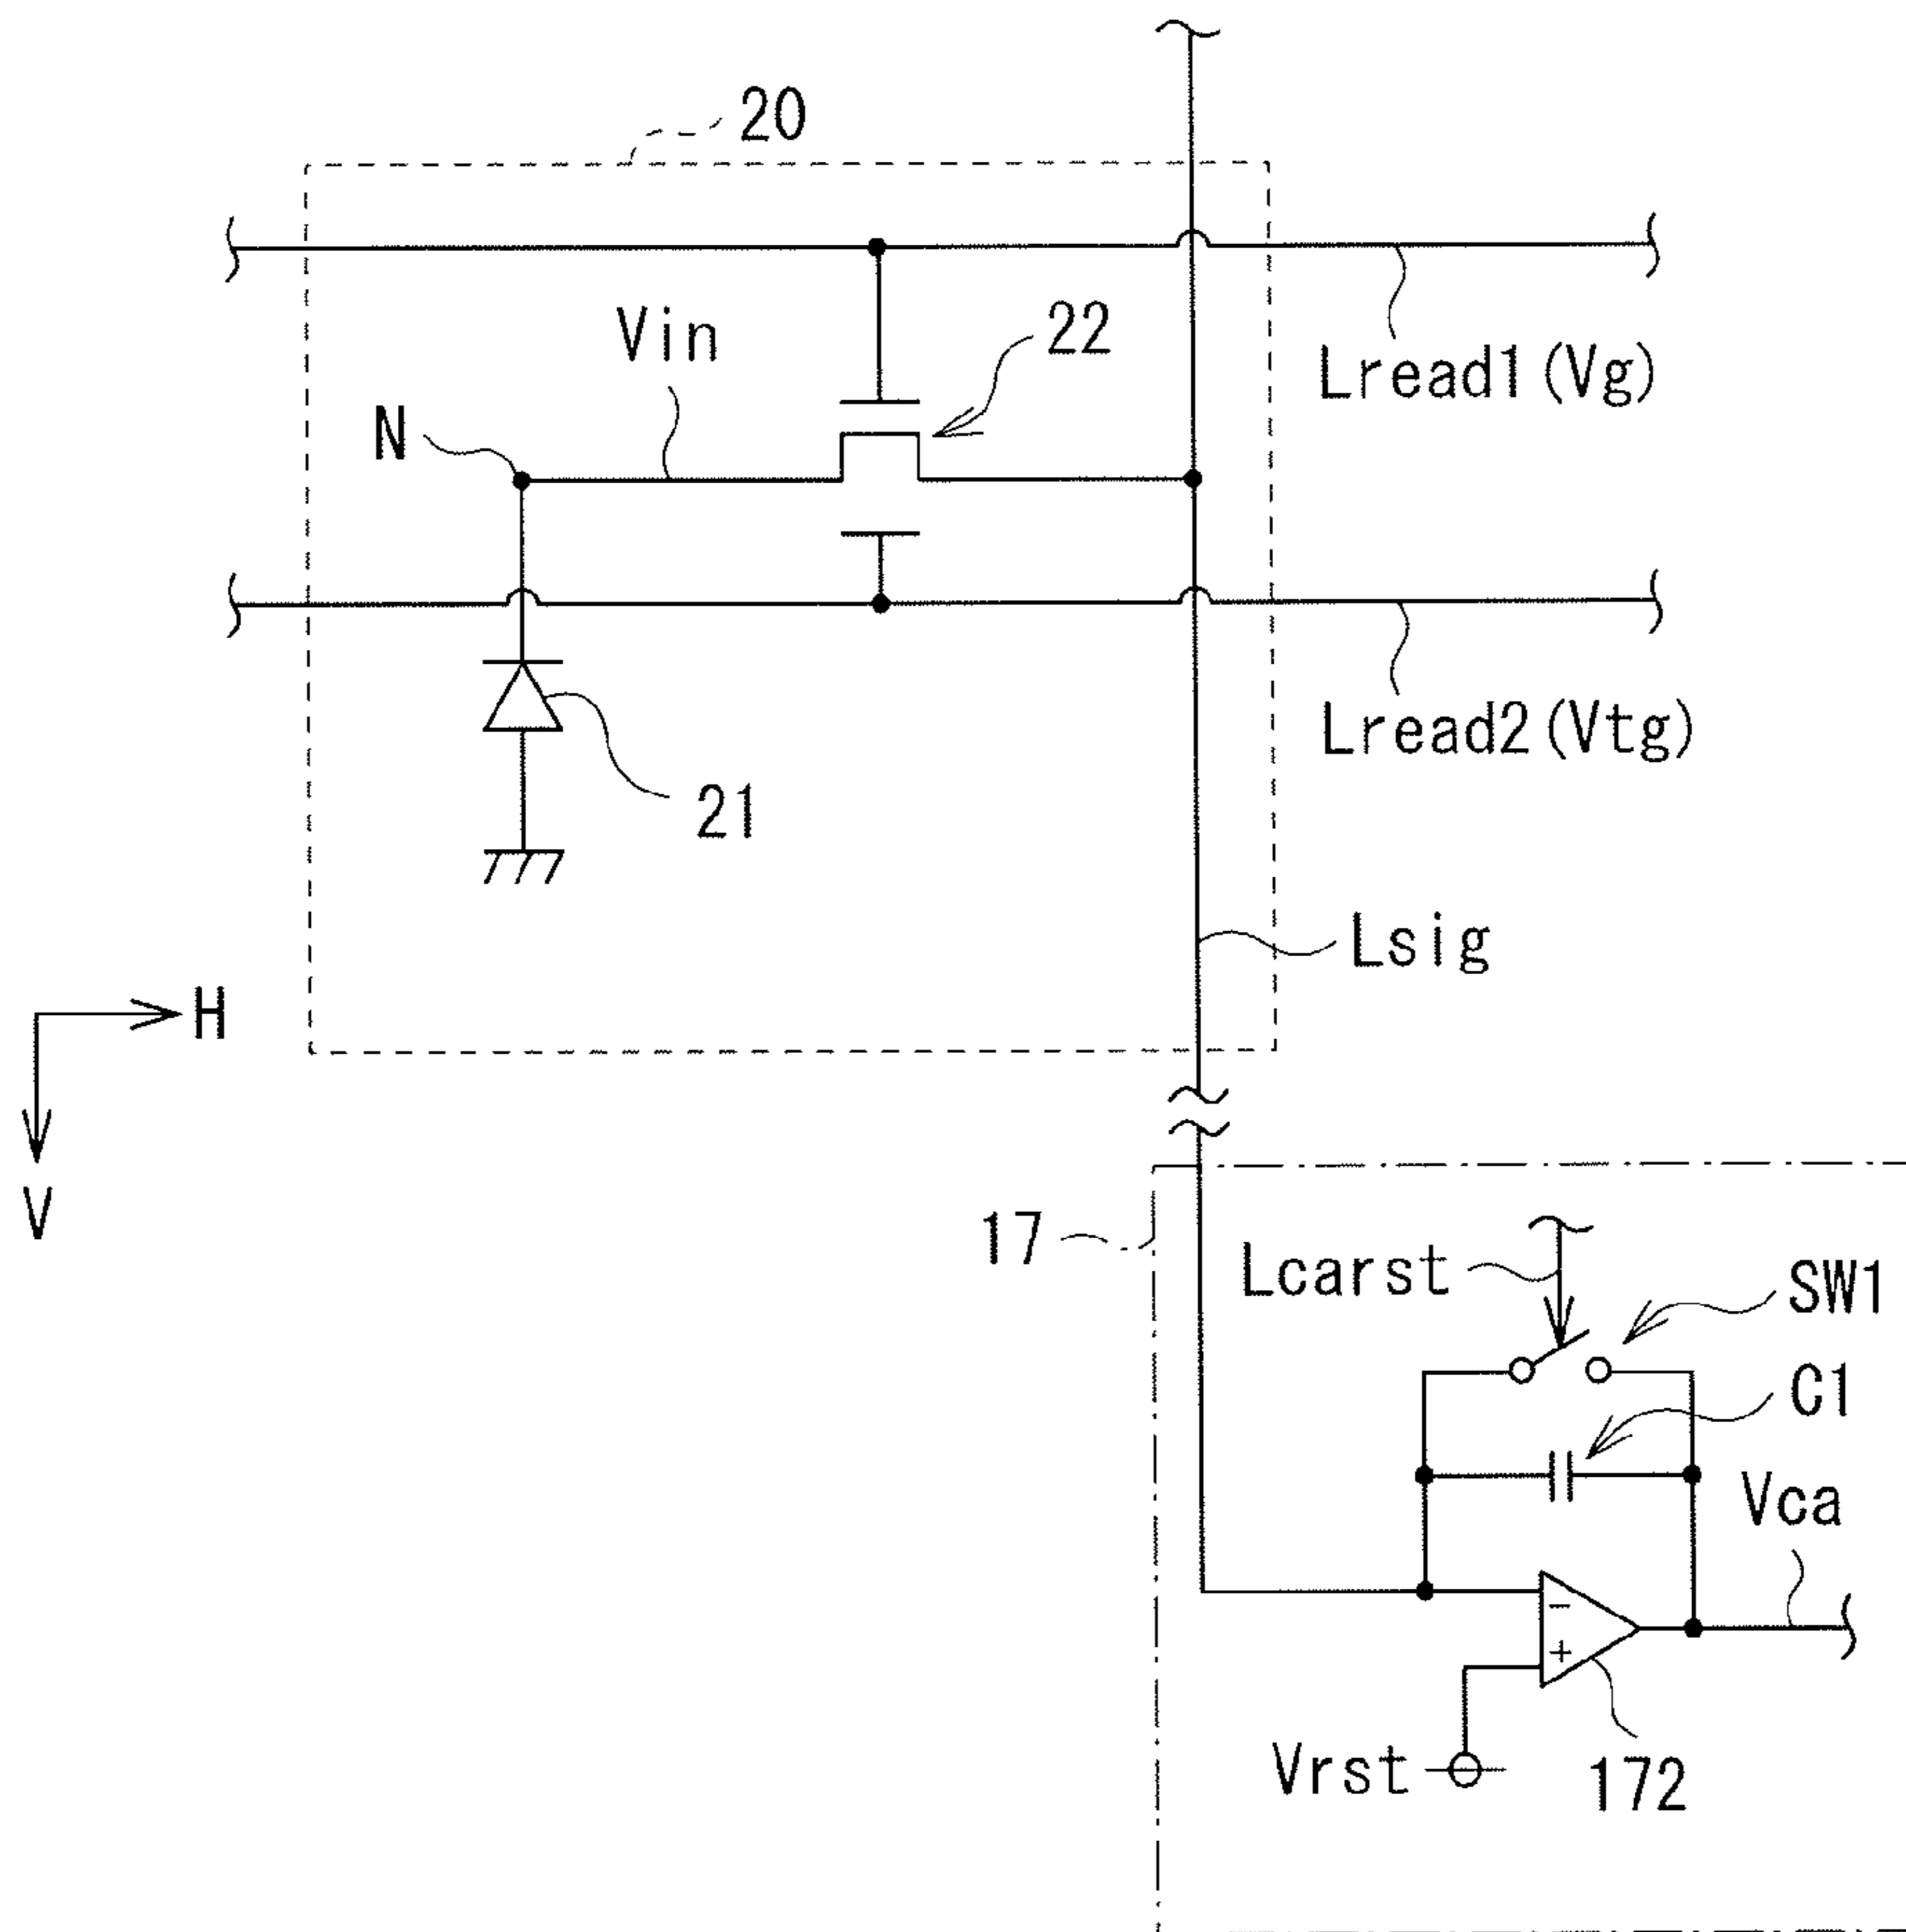 20
Vin
22
Lread1(Vg)
N
Lread2(Vtg)
21
Lsig
H
V
17
Lcarst
SW1
C1
Vca
−
+
Vrst
172